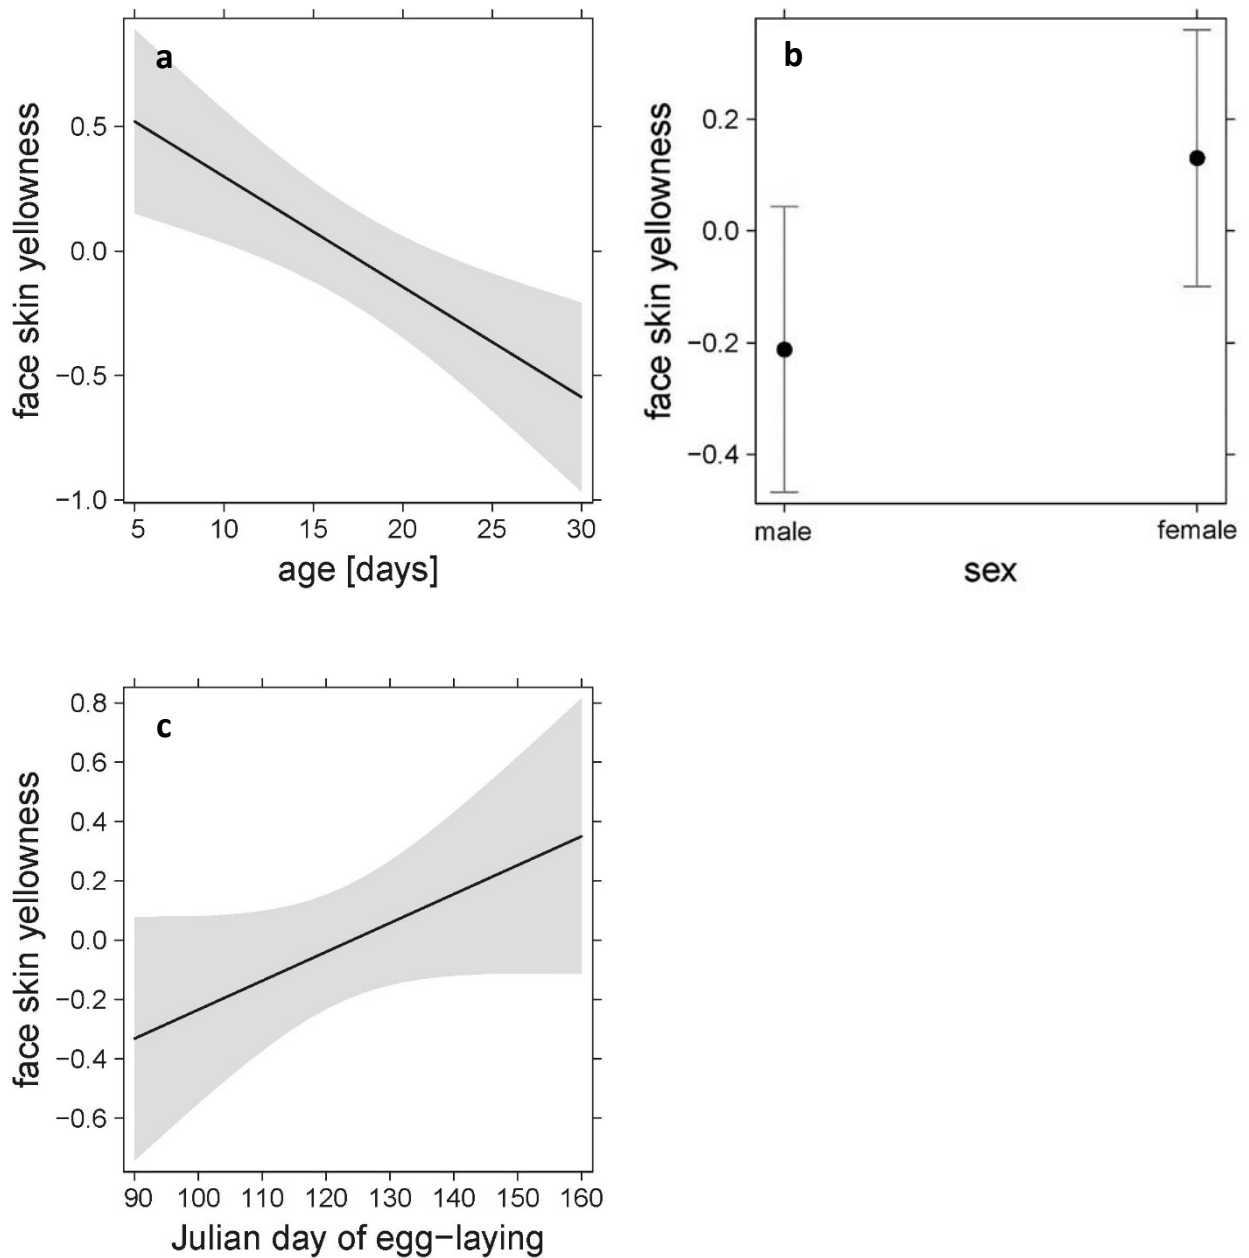 a
face skin yellowness
0.5
0.0
−0.5
−1.0
5 10 15 20 25 30
age [days]
b
face skin yellowness
0.2
0.0
−0.2
−0.4
male female
sex
c
face skin yellowness
0.8
0.6
0.4
0.2
0.0
−0.2
−0.4
−0.6
90 100 110 120 130 140 150 160
Julian day of egg−laying